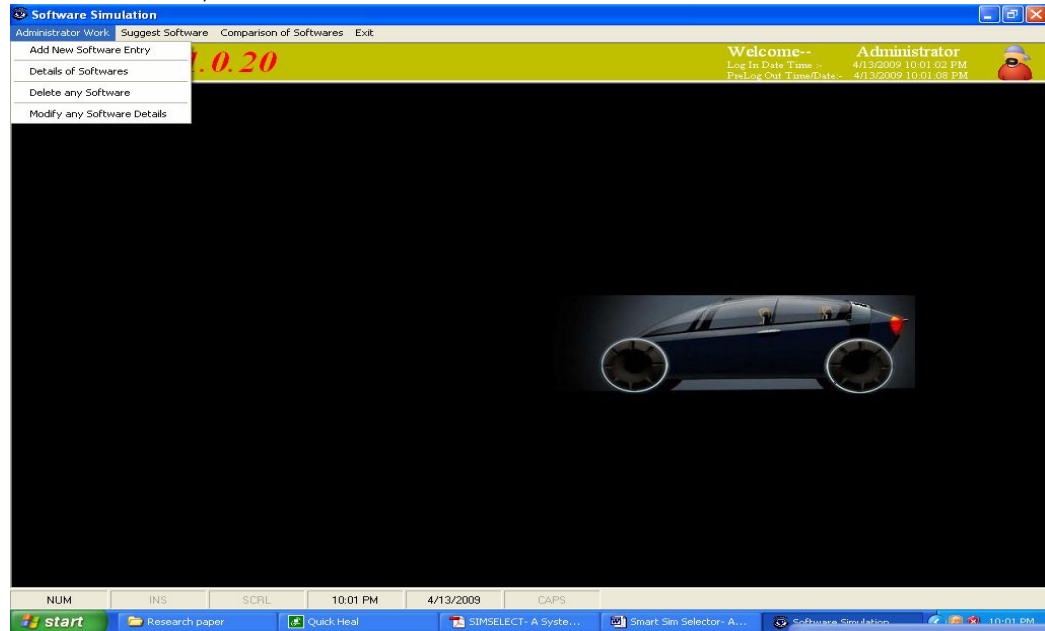 Software Simulation
Administrator Work Suggest Software Comparison of Softwares Exit
Add New Software Entry
Details of Softwares
Delete any Software
Modify any Software Details
1.0.20
Welcome-- Administrator
Log In Date Time :- 4/13/2009 10:01:02 PM
PreLog Out Time/Date:- 4/13/2009 10:01:08 PM
NUM INS SCRL 10:01 PM 4/13/2009 CAPS
start Research paper Quick Heal SIMSELECT- A Syste... Smart Sim Selector- A... Software Simulation 10:01 PM